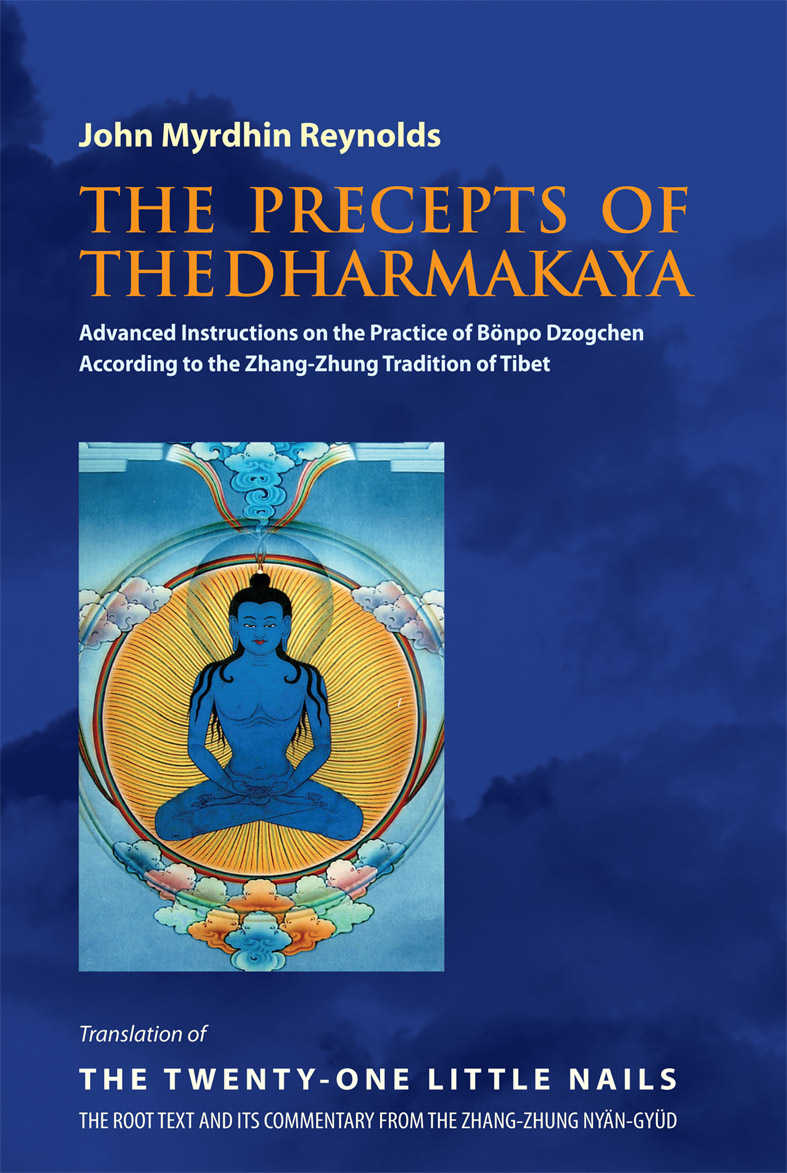 John Myrdhin Reynolds
THE PRECEPTS OF
THE DHARMAKAYA
Advanced Instructions on the Practice of Bönpo Dzogchen
According to the Zhang-Zhung Tradition of Tibet
Translation of
THE TWENTY-ONE LITTLE NAILS
THE ROOT TEXT AND ITS COMMENTARY FROM THE ZHANG-ZHUNG NYÄN-GYÜD